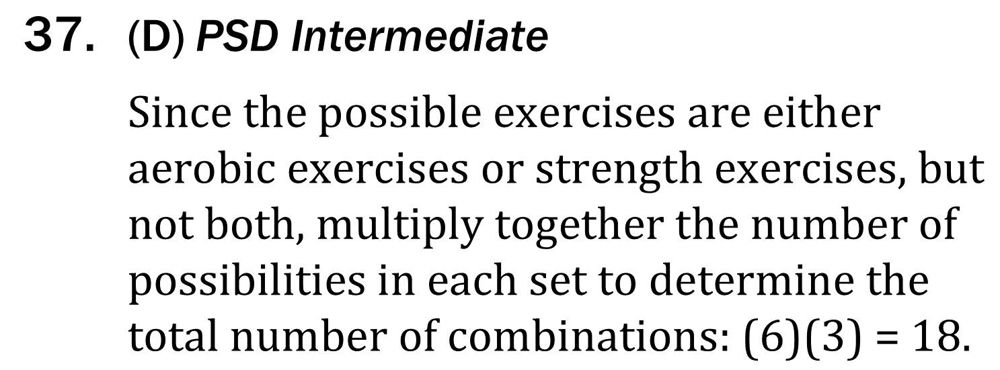 37. (D) PSD Intermediate
Since the possible exercises are either
aerobic exercises or strength exercises, but
not both, multiply together the number of
possibilities in each set to determine the
total number of combinations: (6)(3) = 18.